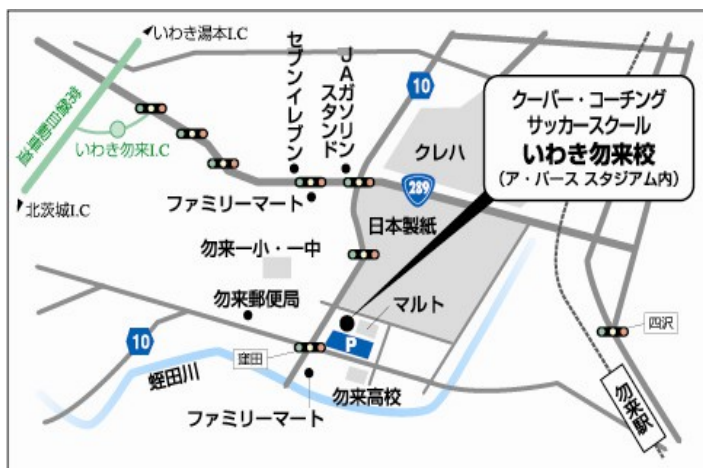 いわき湯本I.C
常磐自動車道
いわき勿来I.C
北茨城I.C
セブンイレブン
JAガソリン
スタンド
10
クレハ
クーバー・コーチング
サッカースクール
いわき勿来校
(ア・パース スタジアム内)
289
ファミリーマート
日本製紙
勿来一小・一中
勿来郵便局
マルト
P
窪田
四沢
10
蛭田川
ファミリーマート
勿来高校
勿来駅